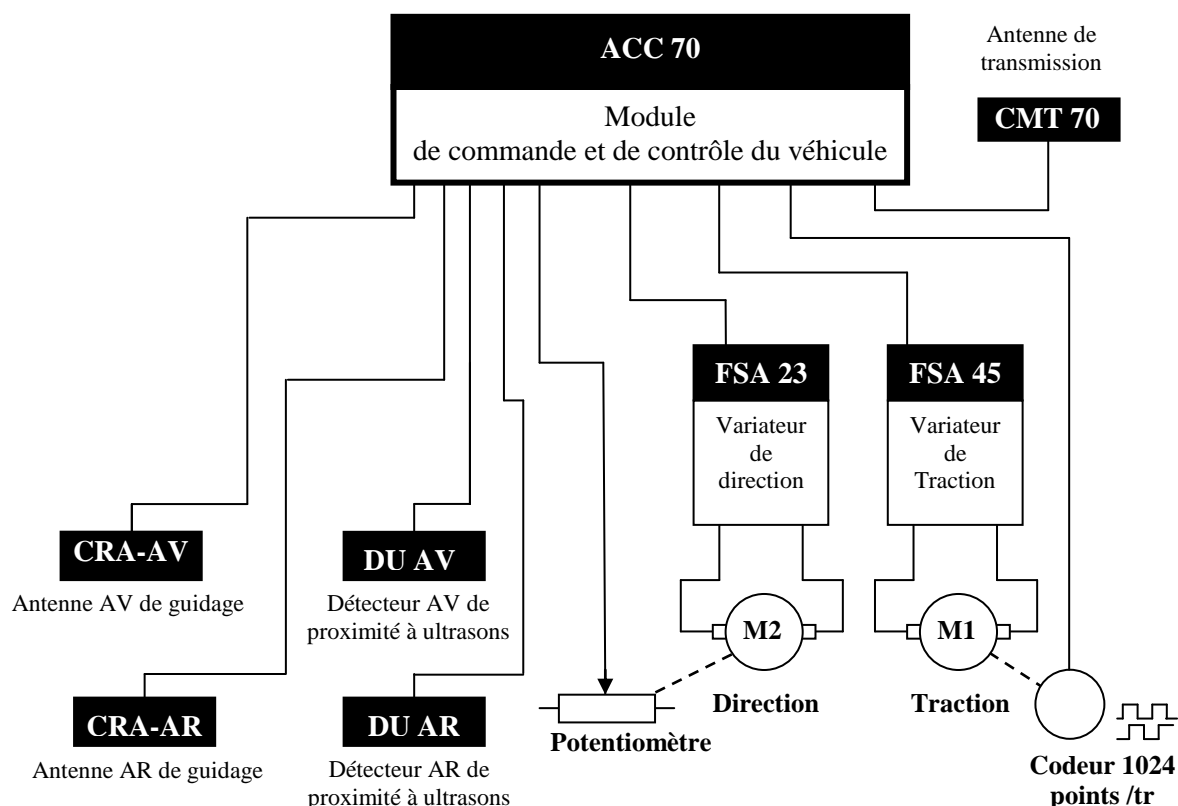 ACC 70
Module
de commande et de contrôle du véhicule
Antenne de
transmission
CMT 70
FSA 23
Variateur
de
direction
FSA 45
Variateur
de
Traction
CRA-AV
Antenne AV de guidage
DU AV
Détecteur AV de
proximité à ultrasons
M2
Direction
M1
Traction
CRA-AR
Antenne AR de guidage
DU AR
Détecteur AR de
proximité à ultrasons
Potentiomètre
Codeur 1024
points /tr